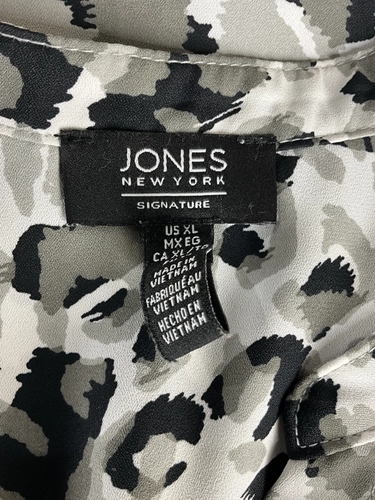 JONES
NEW YORK
SIGNATURE
US XL
MX EG
CA XL/TG
MADE IN
VIETNAM
FABRIQUÉ AU
VIETNAM
HECHO EN
VIETNAM